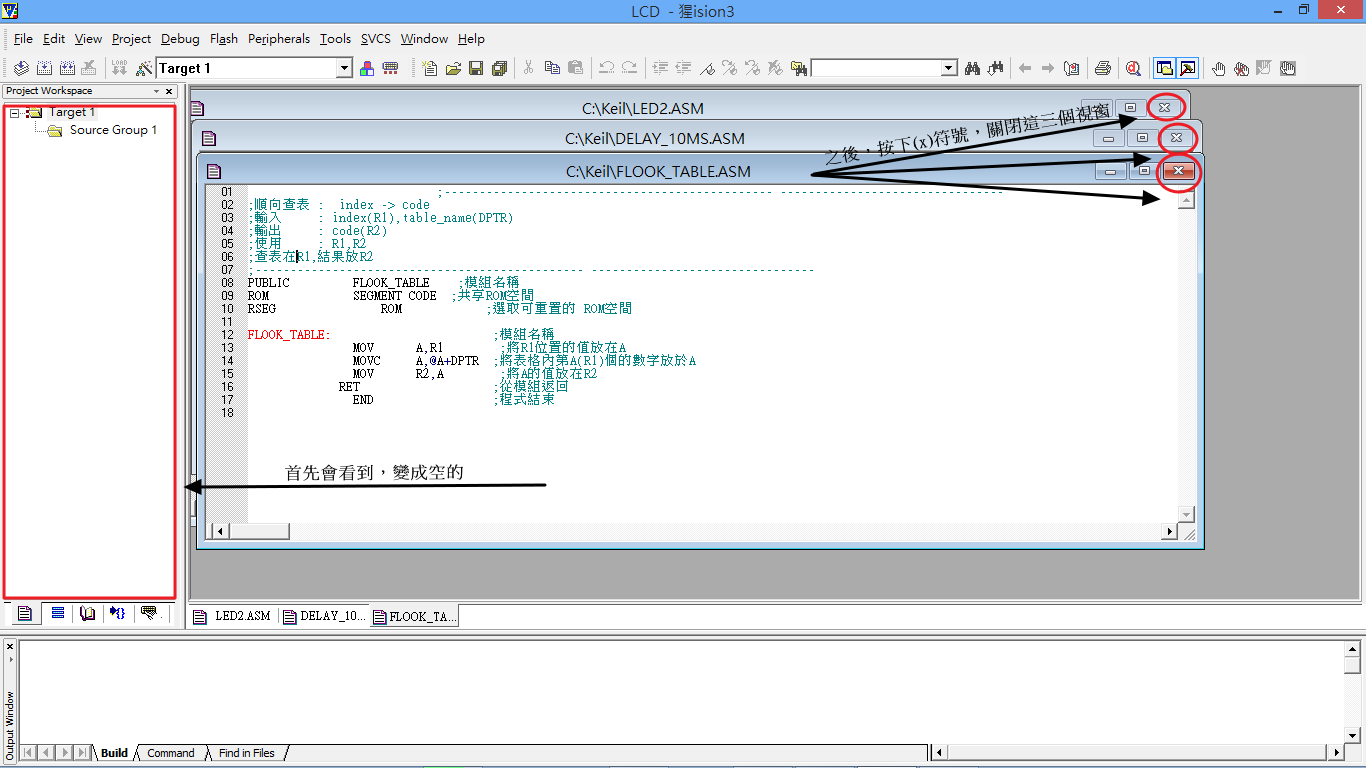 LCD - 猩ision3
File Edit View Project Debug Flash Peripherals Tools SVCS Window Help
LOAD
Target 1
Project Workspace
Target 1
Source Group 1
C:\Keil\LED2.ASM
C:\Keil\DELAY_10MS.ASM
之後，按下(x)符號，關閉這三個視窗
C:\Keil\FLOOK_TABLE.ASM
01 ;----------------------------------------------- --------------------------------
02 ;順向查表 : index -> code
03 ;輸入 : index(R1),table_name(DPTR)
04 ;輸出 : code(R2)
05 ;使用 : R1,R2
06 ;查表在R1,結果放R2
07 ;----------------------------------------------- --------------------------------
08 PUBLIC FLOOK_TABLE ;模組名稱
09 ROM SEGMENT CODE ;共享ROM空間
10 RSEG ROM ;選取可重置的 ROM空間
11
12 FLOOK_TABLE: ;模組名稱
13 MOV A,R1 ;將R1位置的值放在A
14 MOVC A,@A+DPTR ;將表格內第A(R1)個的數字放於A
15 MOV R2,A ;將A的值放在R2
16 RET ;從模組返回
17 END ;程式結束
18
首先會看到，變成空的
LED2.ASM DELAY_10... FLOOK_TA...
Output Window
Build Command Find in Files